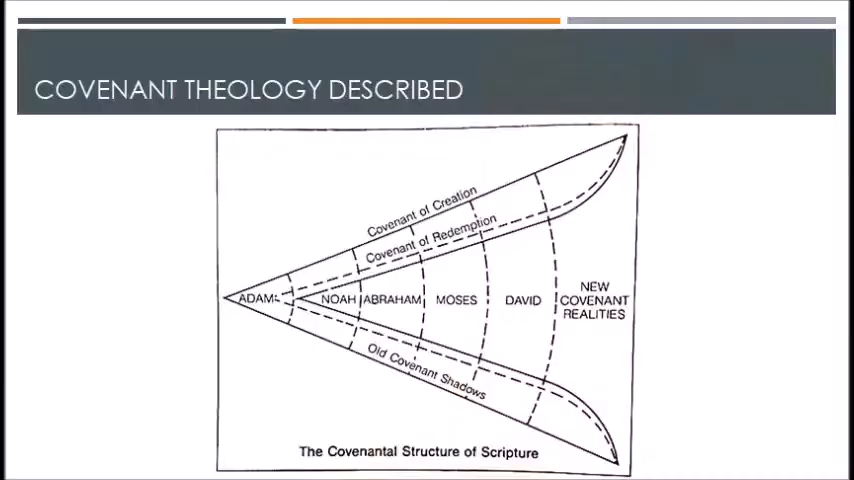 COVENANT THEOLOGY DESCRIBED
Covenant of Creation
Covenant of Redemption
ADAM
NOAH
ABRAHAM
MOSES
DAVID
NEW
COVENANT
REALITIES
Old Covenant Shadows
The Covenantal Structure of Scripture